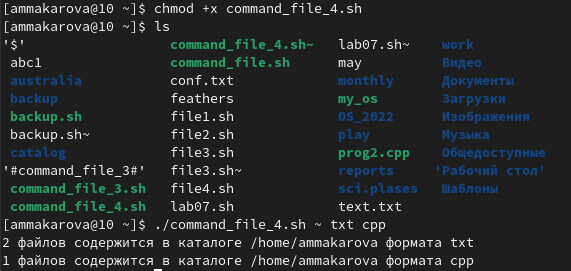 [ammakarova@10 ~]$ chmod +x command_file_4.sh
[ammakarova@10 ~]$ ls
'$' command_file_4.sh~ lab07.sh~ work
abc1 command_file.sh may Видео
australia conf.txt monthly Документы
backup feathers my_os Загрузки
backup.sh file1.sh OS_2022 Изображения
backup.sh~ file2.sh play Музыка
catalog file3.sh prog2.cpp Общедоступные
'#command_file_3#' file3.sh~ reports 'Рабочий стол'
command_file_3.sh file4.sh sci.plases Шаблоны
command_file_4.sh lab07.sh text.txt
[ammakarova@10 ~]$ ./command_file_4.sh ~ txt cpp
2 файлов содержится в каталоге /home/ammakarova формата txt
1 файлов содержится в каталоге /home/ammakarova формата cpp